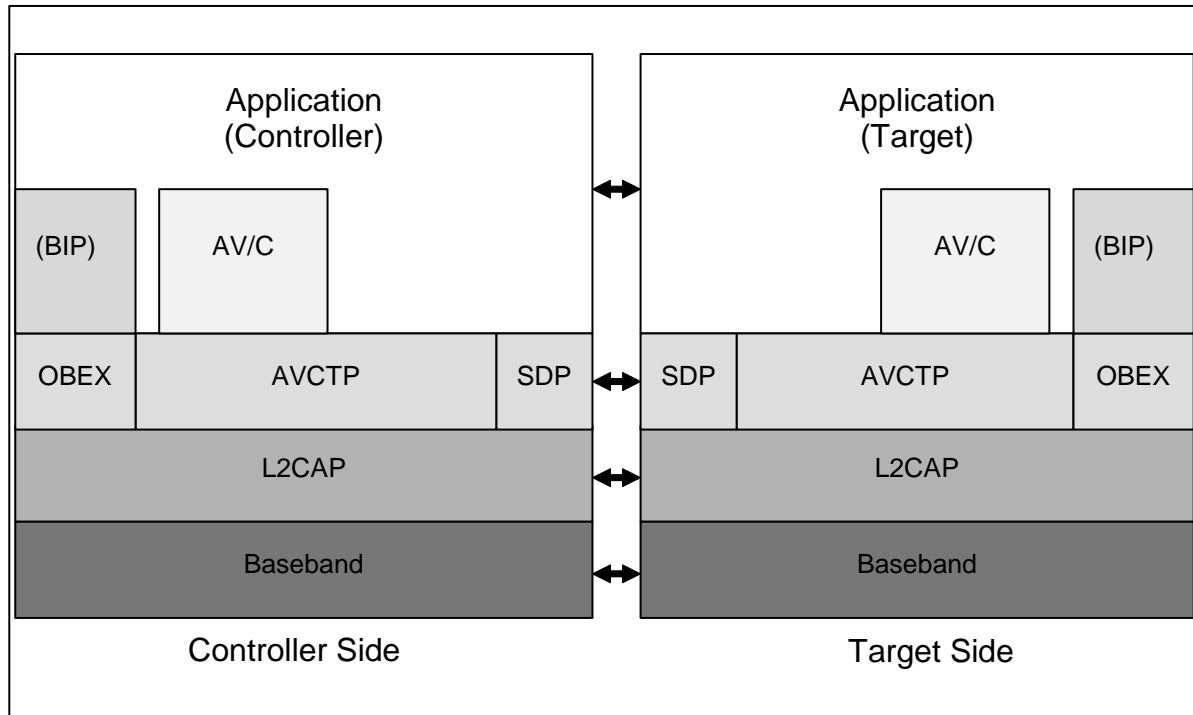 Application
(Controller)
Application
(Target)
(BIP)
AV/C
AV/C
(BIP)
OBEX
AVCTP
SDP
SDP
AVCTP
OBEX
L2CAP
L2CAP
Baseband
Baseband
Controller Side
Target Side